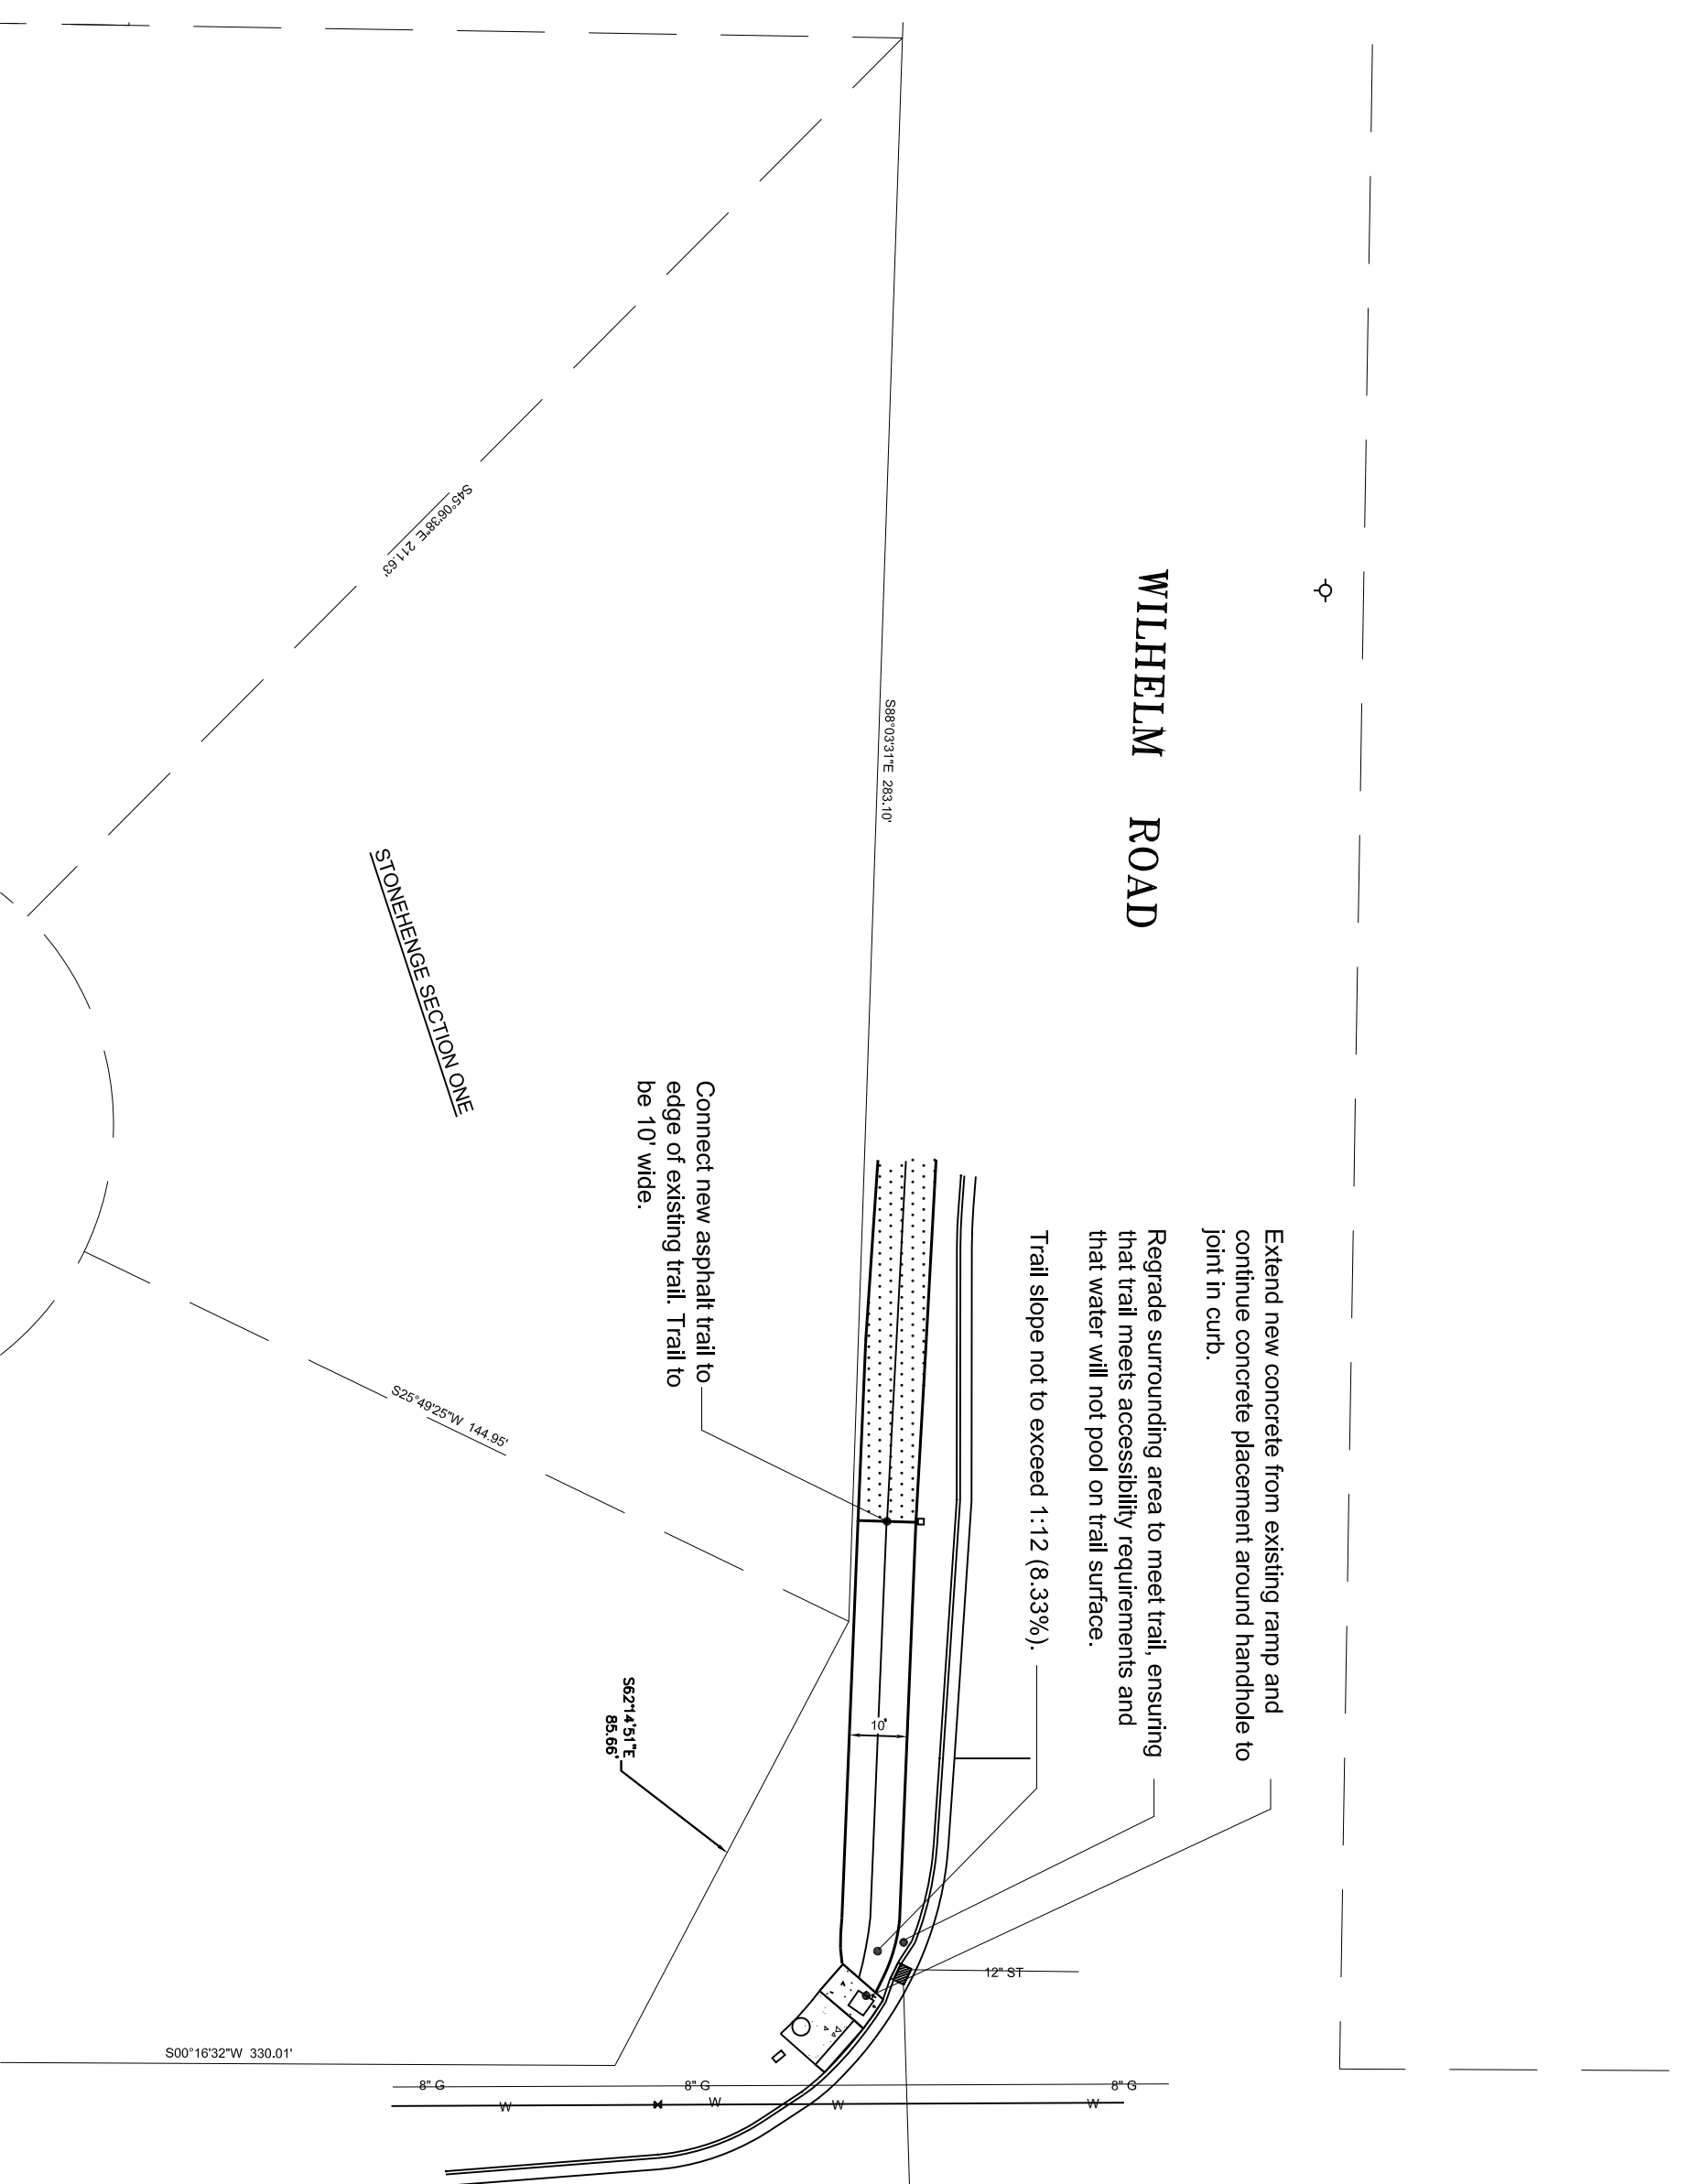 WILHELM ROAD
Extend new concrete from existing ramp and
continue concrete placement around handhole to
joint in curb.
Regrade surrounding area to meet trail, ensuring
that trail meets accessibility requirements and
that water will not pool on trail surface.
Trail slope not to exceed 1:12 (8.33%).
S88°03'31"E 283.10'
Connect new asphalt trail to
edge of existing trail. Trail to
be 10' wide.
S45°06'38"E 211.63'
STONEHENGE SECTION ONE
S25°49'25"W 144.95'
S62°14'51"E
85.66'
10'
12" ST
S00°16'32"W 330.01'
8" G
8" G
8" G
W
W
W
W